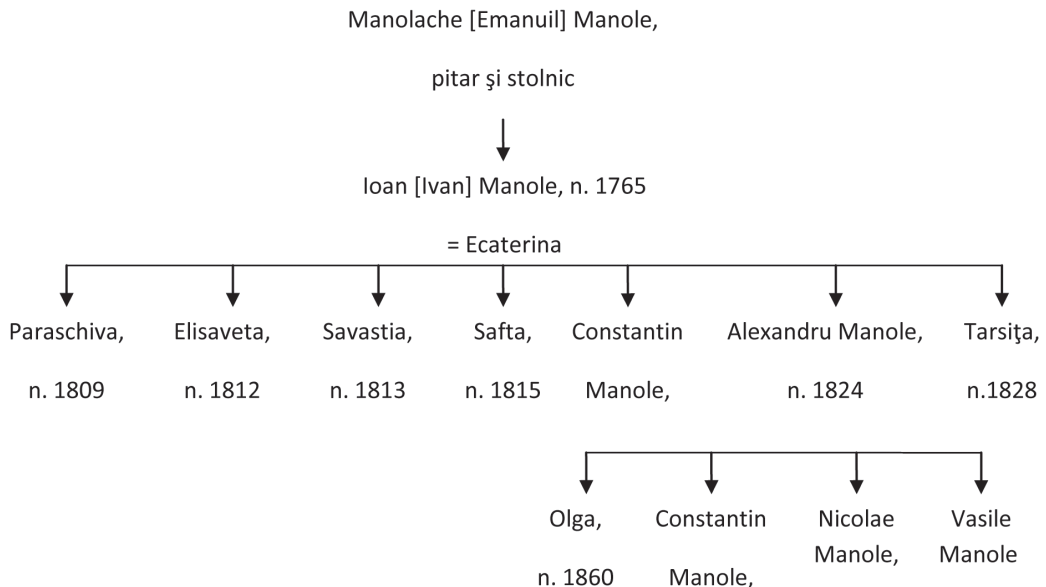 Manolache [Emanuil] Manole,
pitar şi stolnic
Ioan [Ivan] Manole, n. 1765
= Ecaterina
Paraschiva, Elisaveta, Savastia, Safta, Constantin Alexandru Manole, Tarsiţa,
n. 1809 n. 1812 n. 1813 n. 1815 Manole, n. 1824 n.1828
Olga, Constantin Nicolae Vasile
Manole, Manole
n. 1860 Manole,